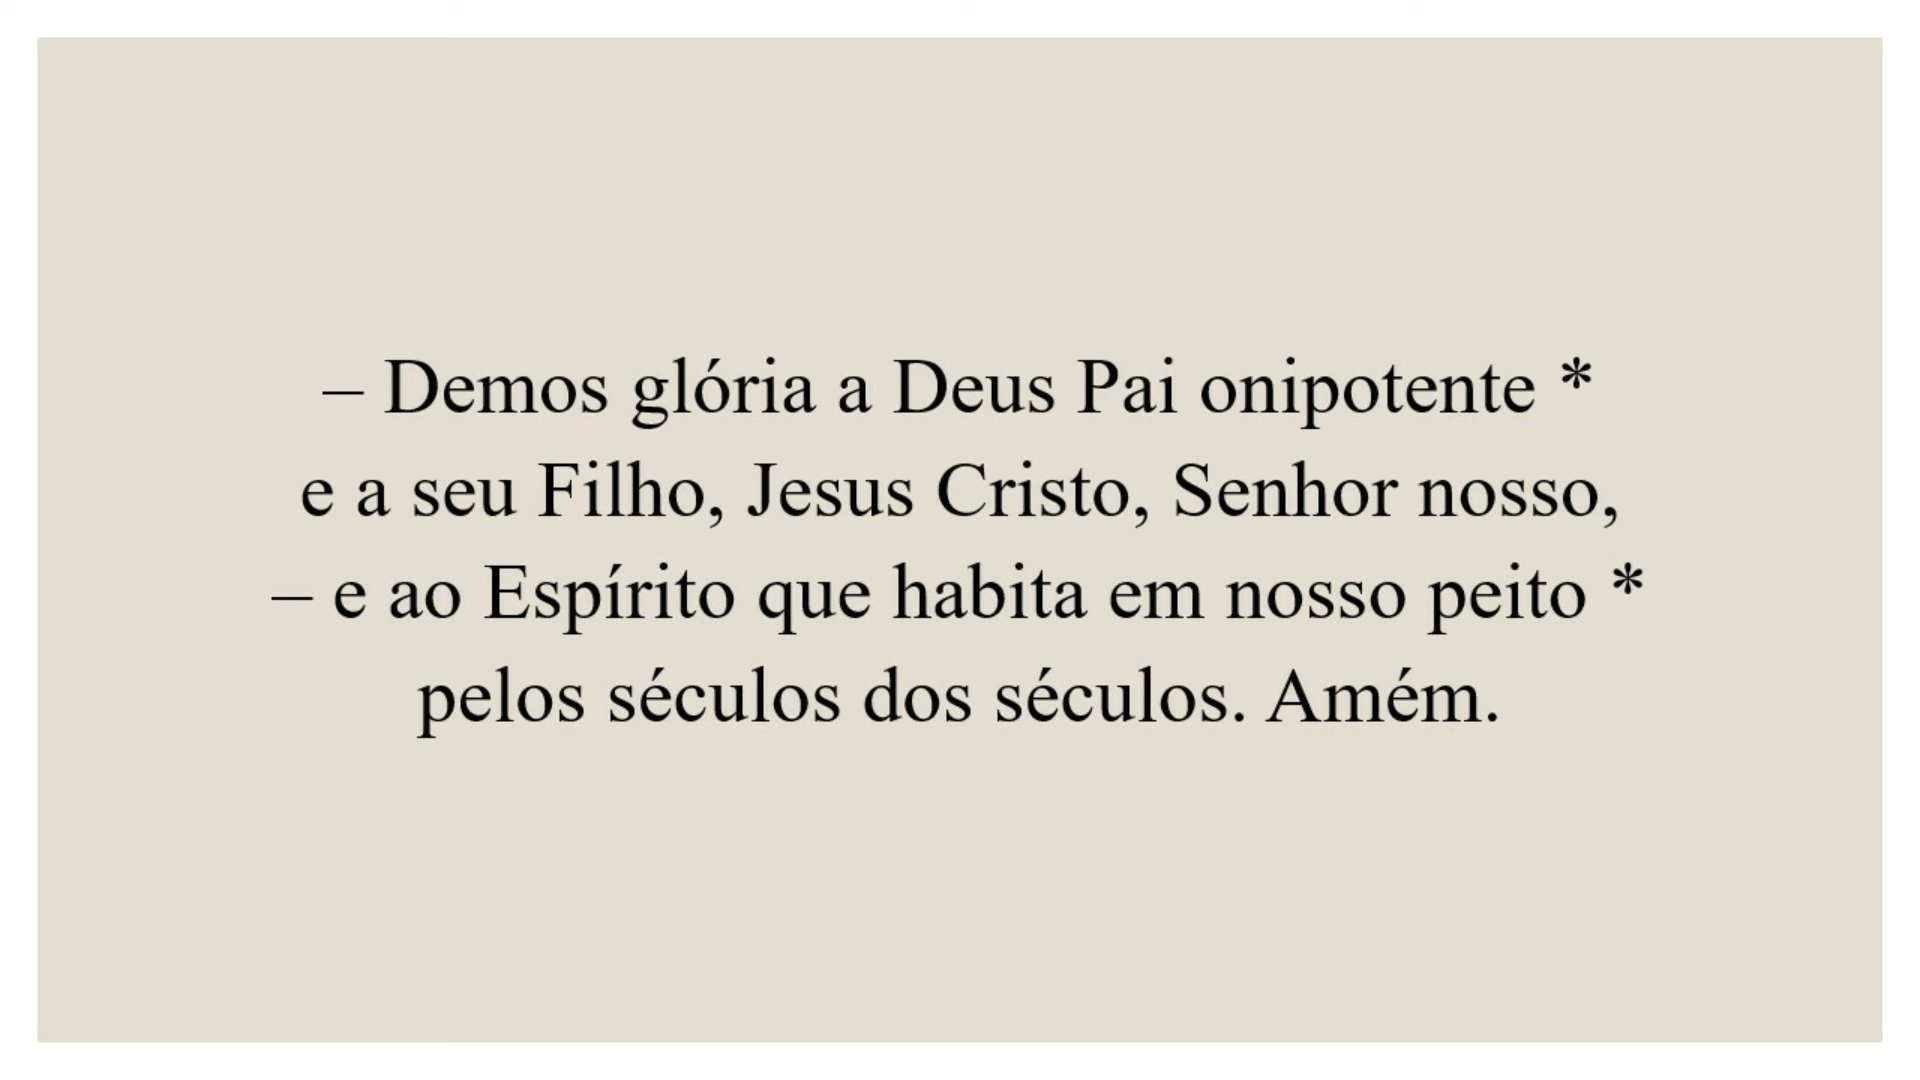 – Demos glória a Deus Pai onipotente *
e a seu Filho, Jesus Cristo, Senhor nosso,
– e ao Espírito que habita em nosso peito *
pelos séculos dos séculos. Amém.